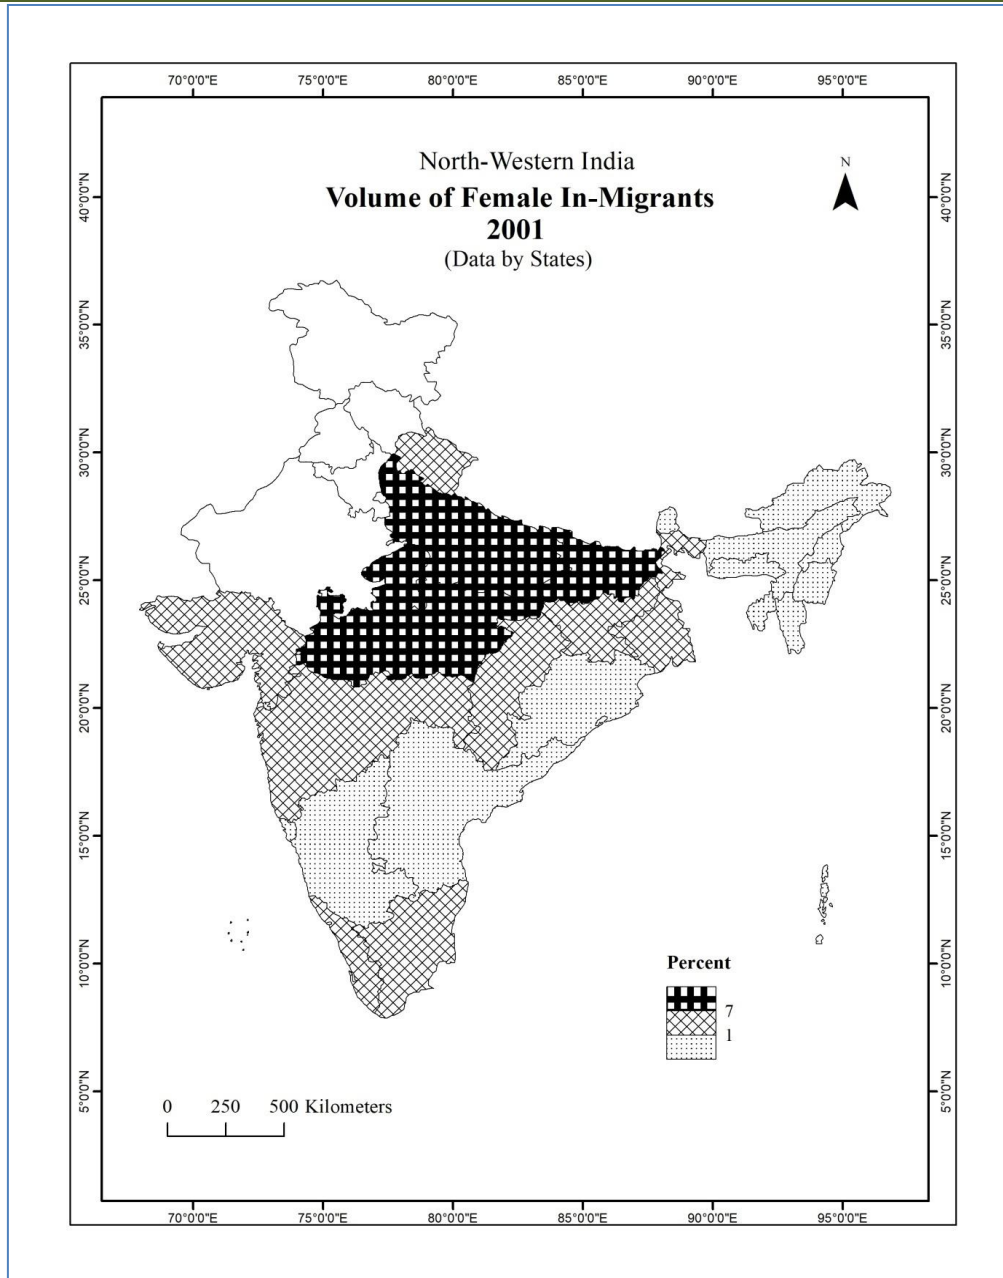 70°0'0"E 75°0'0"E 80°0'0"E 85°0'0"E 90°0'0"E 95°0'0"E
North-Western India
Volume of Female In-Migrants
2001
(Data by States)
N
40°0'0"N 40°0'0"N
35°0'0"N 35°0'0"N
30°0'0"N 30°0'0"N
25°0'0"N 25°0'0"N
20°0'0"N 20°0'0"N
15°0'0"N 15°0'0"N
10°0'0"N 10°0'0"N
5°0'0"N 5°0'0"N
Percent
7
1
0 250 500 Kilometers
70°0'0"E 75°0'0"E 80°0'0"E 85°0'0"E 90°0'0"E 95°0'0"E